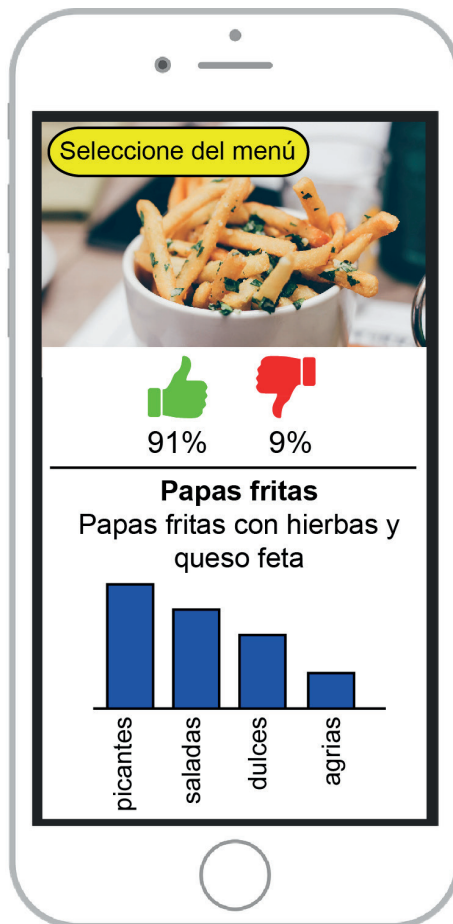 Seleccione del menú
91% 9%
Papas fritas
Papas fritas con hierbas y
queso feta
picantes
saladas
dulces
agrias